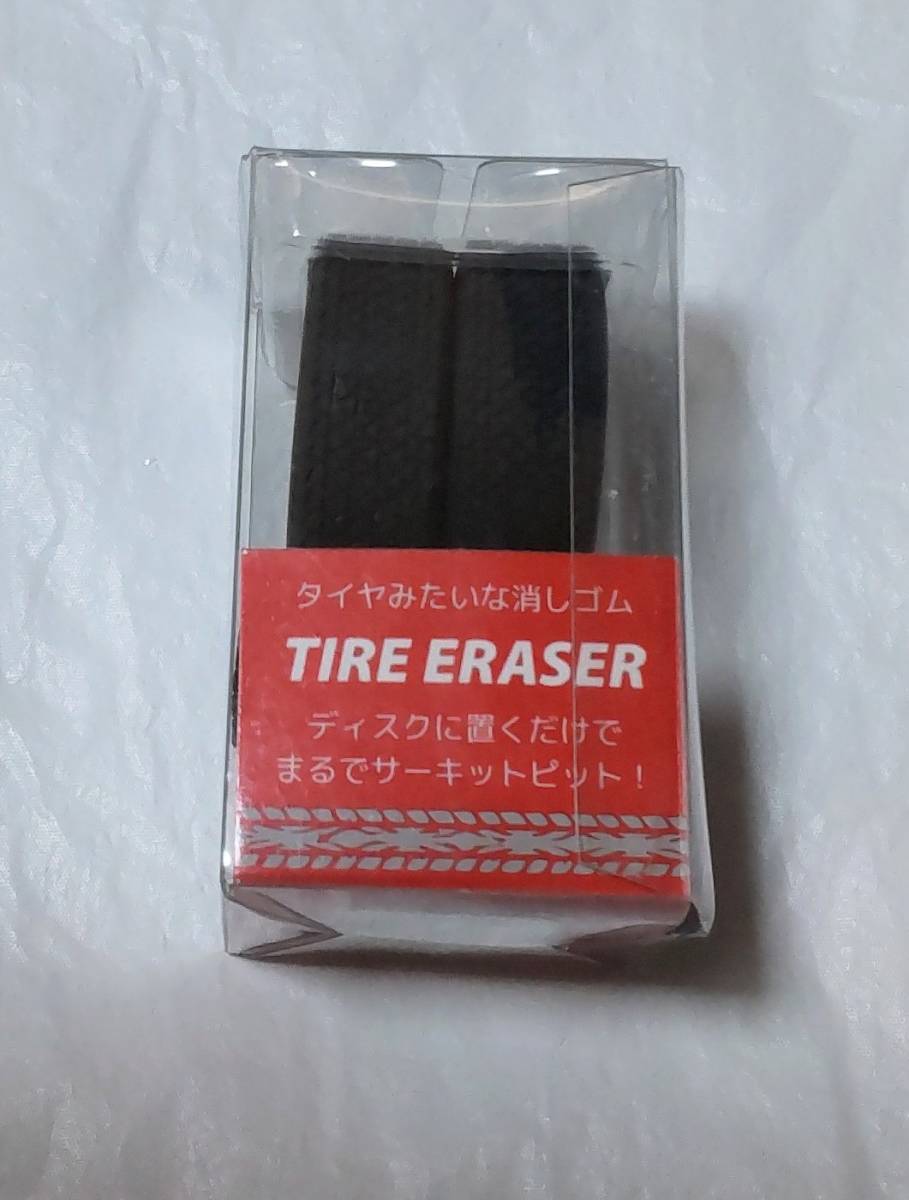 タイヤみたいな消しゴム
TIRE ERASER
ディスクに置くだけで
まるでサーキットピット!